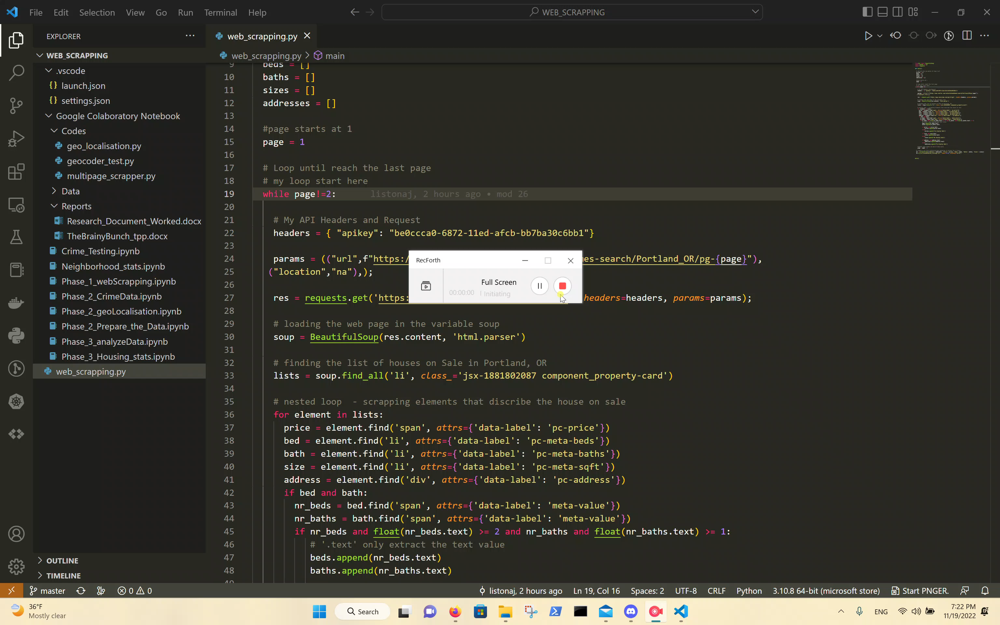 File Edit Selection View Go Run Terminal Help
WEB_SCRAPPING
EXPLORER
WEB_SCRAPPING
.vscode
launch.json
settings.json
Google Colaboratory Notebook
Codes
geo_localisation.py
geocoder_test.py
multipage_scrapper.py
Data
Reports
Research_Document_Worked.docx
TheBrainyBunch_tpp.docx
Crime_Testing.ipynb
Neighborhood_stats.ipynb
Phase_1_webScrapping.ipynb
Phase_2_CrimeData.ipynb
Phase_2_geoLocalisation.ipynb
Phase_2_Prepare_the_Data.ipynb
Phase_3_analyzeData.ipynb
Phase_3_Housing_stats.ipynb
web_scrapping.py
OUTLINE
TIMELINE
web_scrapping.py
web_scrapping.py > main
9 beds = []
10 baths = []
11 sizes = []
12 addresses = []
13
14 #page starts at 1
15 page = 1
16
17 # Loop until reach the last page
18 # my loop start here
19 while page!=2: listonaj, 2 hours ago • mod 26
20
21 # My API Headers and Request
22 headers = { "apikey": "be0ccca0-6872-11ed-afcb-bb7ba30c6bb1"}
23
24 params = (("url",f"https:/ es-search/Portland_OR/pg-{page}"),
25 ("location","na"),);
26
27 res = requests.get('https: headers=headers, params=params);
28
29 # loading the web page in the variable soup
30 soup = BeautifulSoup(res.content, 'html.parser')
31
32 # finding the list of houses on Sale in Portland, OR
33 lists = soup.find_all('li', class_='jsx-1881802087 component_property-card')
34
35 # nested loop - scrapping elements that discribe the house on sale
36 for element in lists:
37 price = element.find('span', attrs={'data-label': 'pc-price'})
38 bed = element.find('li', attrs={'data-label': 'pc-meta-beds'})
39 bath = element.find('li', attrs={'data-label': 'pc-meta-baths'})
40 size = element.find('li', attrs={'data-label': 'pc-meta-sqft'})
41 address = element.find('div', attrs={'data-label': 'pc-address'})
42 if bed and bath:
43 nr_beds = bed.find('span', attrs={'data-label': 'meta-value'})
44 nr_baths = bath.find('span', attrs={'data-label': 'meta-value'})
45 if nr_beds and float(nr_beds.text) >= 2 and nr_baths and float(nr_baths.text) >= 1:
46 # '.text' only extract the text value
47 beds.append(nr_beds.text)
48 baths.append(nr_baths.text)
RecForth
Full Screen
00:00:00 | Initiating
master 0 0
listonaj, 2 hours ago Ln 19, Col 16 Spaces: 2 UTF-8 CRLF Python 3.10.8 64-bit (microsoft store) Start PNGER.
36°F
Mostly clear
Search
ENG
7:22 PM
11/19/2022